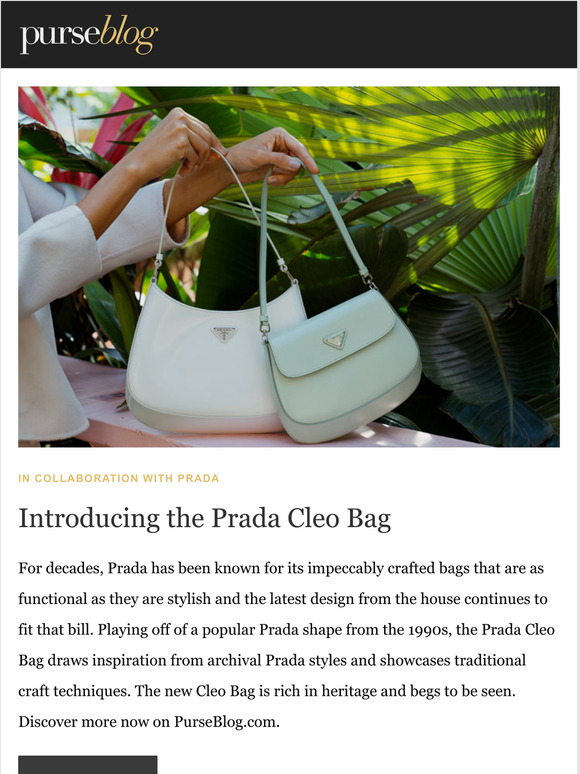 purseblog
PRADA
IN COLLABORATION WITH PRADA
Introducing the Prada Cleo Bag
For decades, Prada has been known for its impeccably crafted bags that are as
functional as they are stylish and the latest design from the house continues to
fit that bill. Playing off of a popular Prada shape from the 1990s, the Prada Cleo
Bag draws inspiration from archival Prada styles and showcases traditional
craft techniques. The new Cleo Bag is rich in heritage and begs to be seen.
Discover more now on PurseBlog.com.